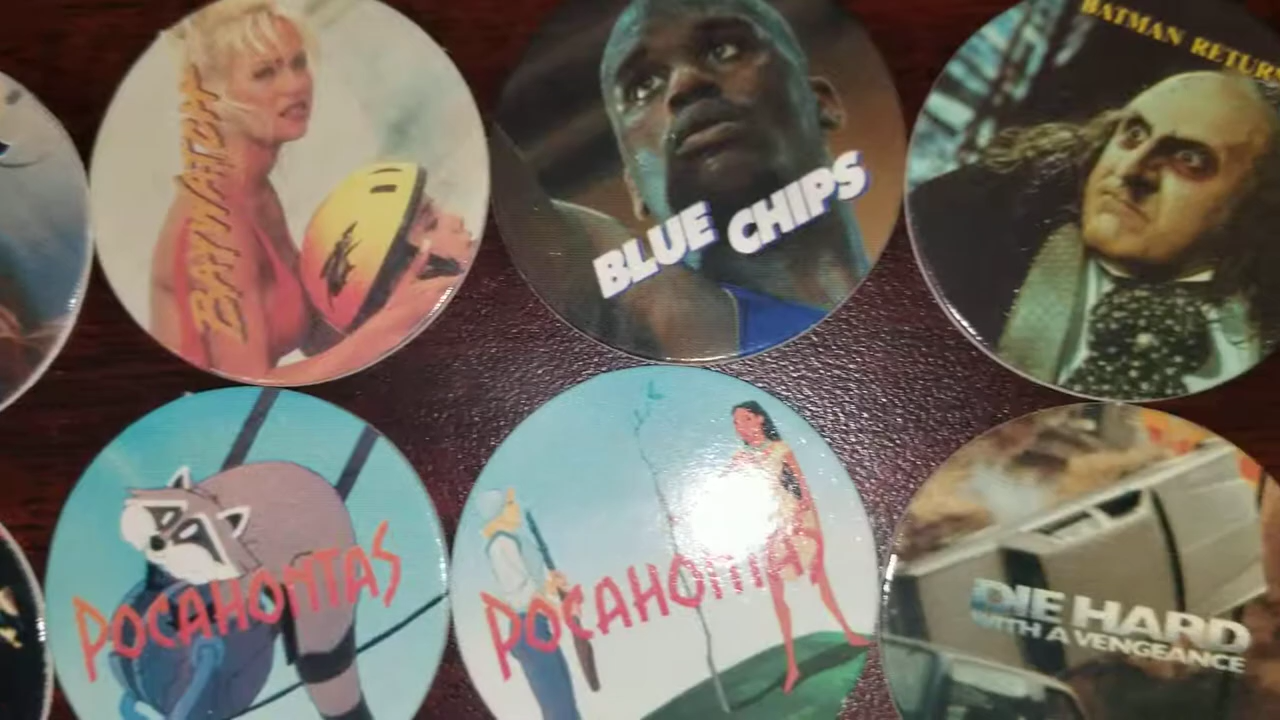 BAYWATCH
BLUE CHIPS
BATMAN RETURNS
POCAHONTAS
POCAHONTAS
DIE HARD
WITH A VENGEANCE